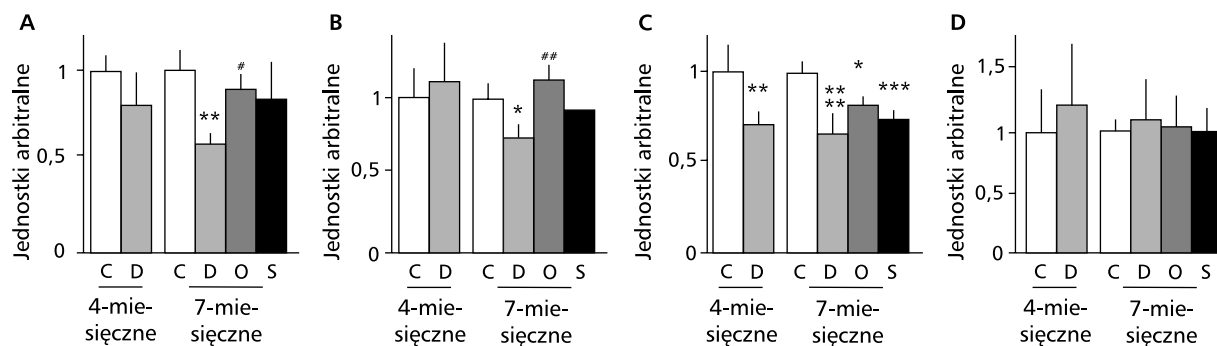 A
Jednostki arbitralne
1
0,5
0
**
#
C D C D O S
4-mie-
sięczne
7-mie-
sięczne
B
Jednostki arbitralne
1
0
*
##
C D C D O S
4-mie-
sięczne
7-mie-
sięczne
C
Jednostki arbitralne
1
0,5
0
**
**
**
*
***
C D C D O S
4-mie-
sięczne
7-mie-
sięczne
D
Jednostki arbitralne
1,5
1
0,5
0
C D C D O S
4-mie-
sięczne
7-mie-
sięczne